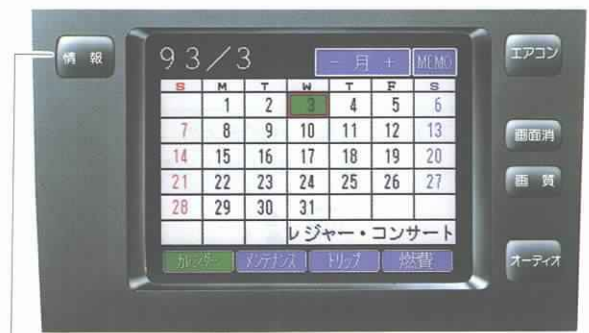 情 報
93/3
- 月 +
MEMO
エアコン
S M T W T F S
1 2 3 4 5 6
7 8 9 10 11 12 13
画面消
14 15 16 17 18 19 20
画 質
21 22 23 24 25 26 27
28 29 30 31
レジャー・コンサート
カレンダー メンテナンス トリップ 燃費
オーディオ